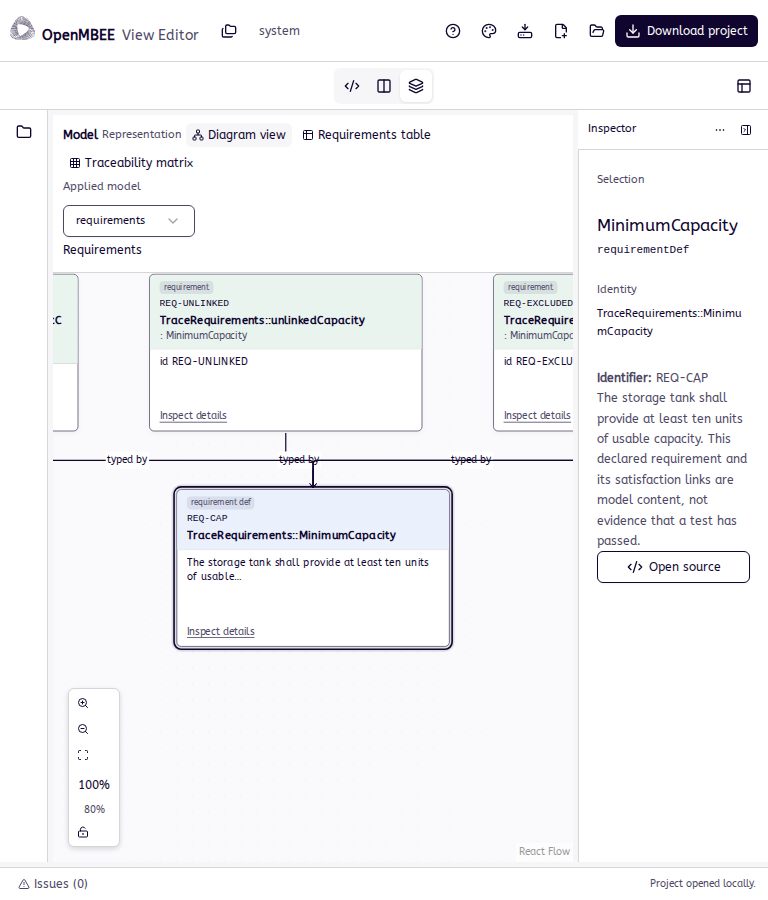 OpenMBEE View Editor system Download project
Model Representation Diagram view Requirements table
Traceability matrix
Applied model
requirements
Requirements
requirement
REQ-UNLINKED
TraceRequirements::unlinkedCapacity
: MinimumCapacity
id REQ-UNLINKED
Inspect details
requirement
REQ-EXCLUDED
: MinimumCapac
id REQ-EXCLU
Inspect details
typed by typed by typed by
requirement def
REQ-CAP
TraceRequirements::MinimumCapacity
The storage tank shall provide at least ten units
of usable...
Inspect details
100%
80%
React Flow
Inspector
Selection
MinimumCapacity
requirementDef
Identity
TraceRequirements::Minimu
mCapacity
Identifier: REQ-CAP
The storage tank shall
provide at least ten units
of usable capacity. This
declared requirement and
its satisfaction links are
model content, not
evidence that a test has
passed.
Open source
Issues (0)
Project opened locally.